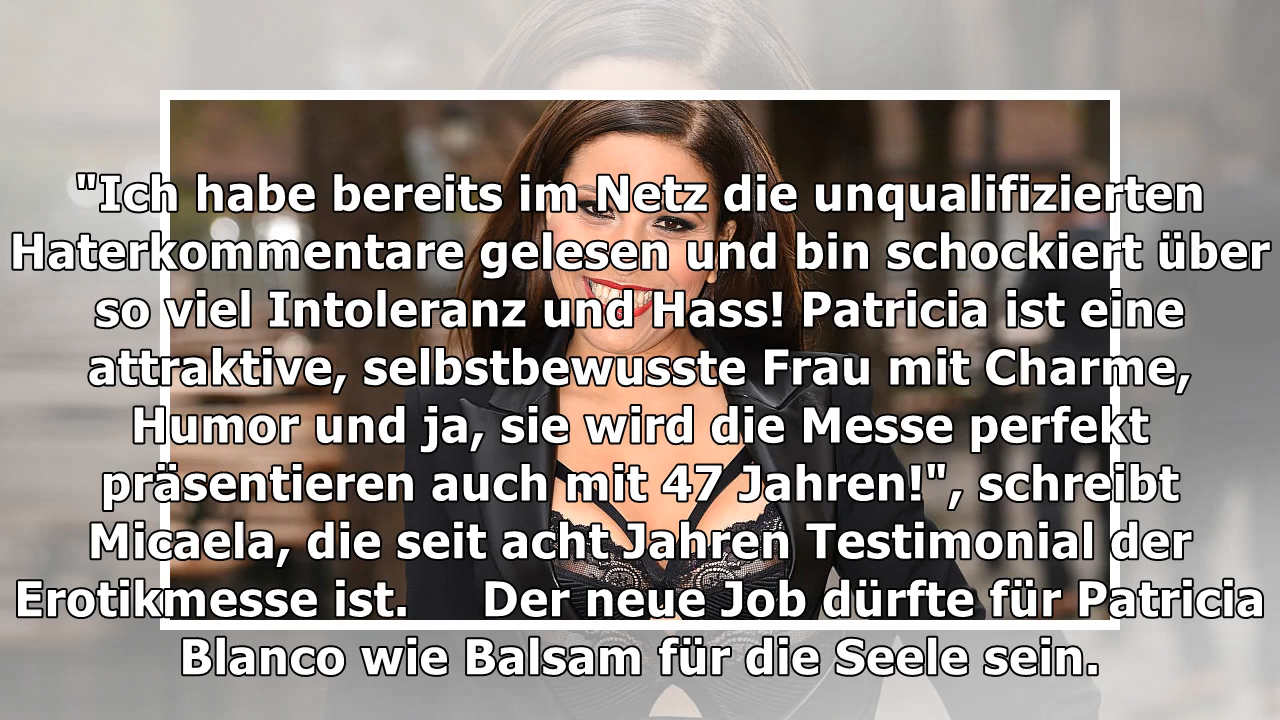 "Ich habe bereits im Netz die unqualifizierten
Haterkommentare gelesen und bin schockiert über
so viel Intoleranz und Hass! Patricia ist eine
attraktive, selbstbewusste Frau mit Charme,
Humor und ja, sie wird die Messe perfekt
präsentieren auch mit 47 Jahren!", schreibt
Micaela, die seit acht Jahren Testimonial der
Erotikmesse ist.     Der neue Job dürfte für Patricia
Blanco wie Balsam für die Seele sein.